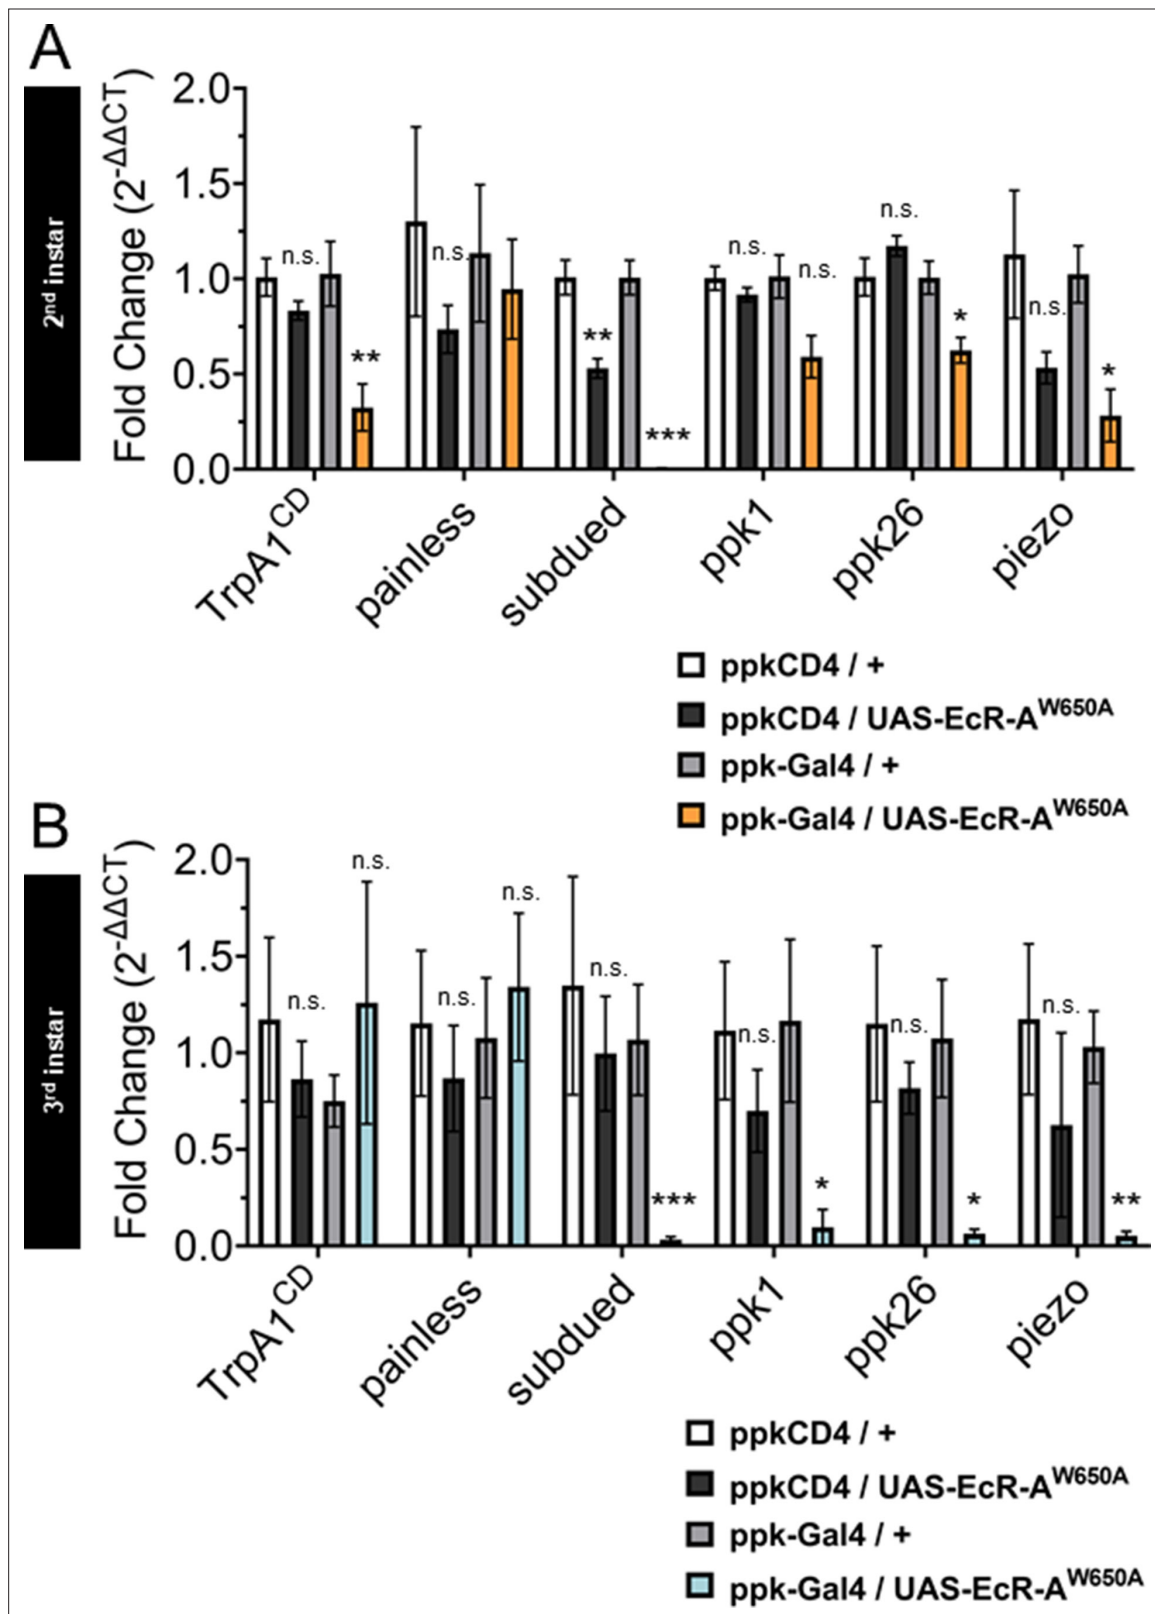 A
2nd instar
Fold Change (2-ΔΔCT)
2.0
1.5
1.0
0.5
0.0
n.s.
**
n.s.
**
***
n.s.
n.s.
n.s.
*
n.s.
*
TrpA1CD
painless
subdued
ppk1
ppk26
piezo
ppkCD4 / +
ppkCD4 / UAS-EcR-AW650A
ppk-Gal4 / +
ppk-Gal4 / UAS-EcR-AW650A
B
3rd instar
Fold Change (2-ΔΔCT)
2.0
1.5
1.0
0.5
0.0
n.s.
n.s.
n.s.
n.s.
n.s.
***
n.s.
*
n.s.
*
n.s.
**
TrpA1CD
painless
subdued
ppk1
ppk26
piezo
ppkCD4 / +
ppkCD4 / UAS-EcR-AW650A
ppk-Gal4 / +
ppk-Gal4 / UAS-EcR-AW650A